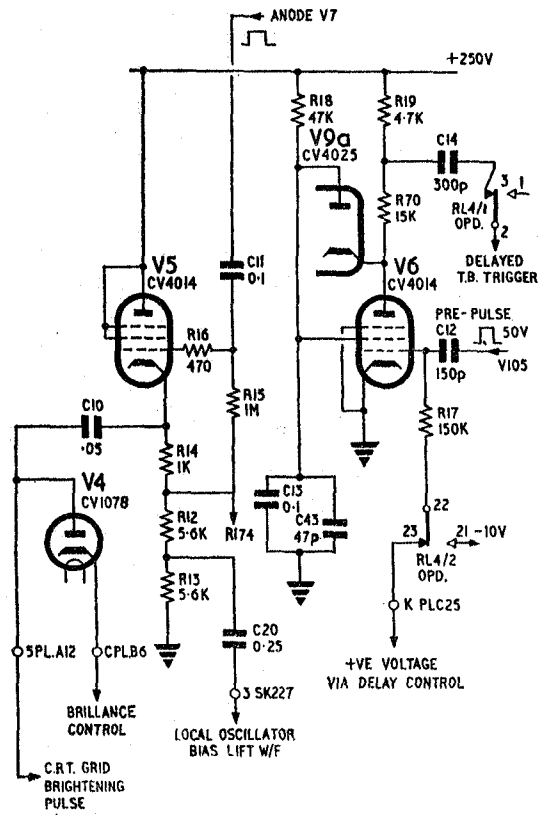 ANODE V7
+250V
R18
47K
R19
4.7K
V9a
CV4025
C14
300p
3
1
RL4/1
OPD.
2
DELAYED
T.B. TRIGGER
R70
15K
C11
0.1
V5
CV4014
V6
CV4014
PRE-PULSE
C12
50V
150p
V105
R16
470
R15
1M
R17
150K
C10
.05
R14
1K
V4
CV1078
R12
5.6K
R174
C13
0.1
C43
47p
22
23
21
-10V
RL4/2
OPD.
R13
5.6K
C20
0.25
K PLC25
5PL.A12
CPL.B6
3 SK227
+VE VOLTAGE
VIA DELAY CONTROL
BRILLANCE
CONTROL
LOCAL OSCILLATOR
BIAS LIFT W/F
C.R.T. GRID
BRIGHTENING
PULSE